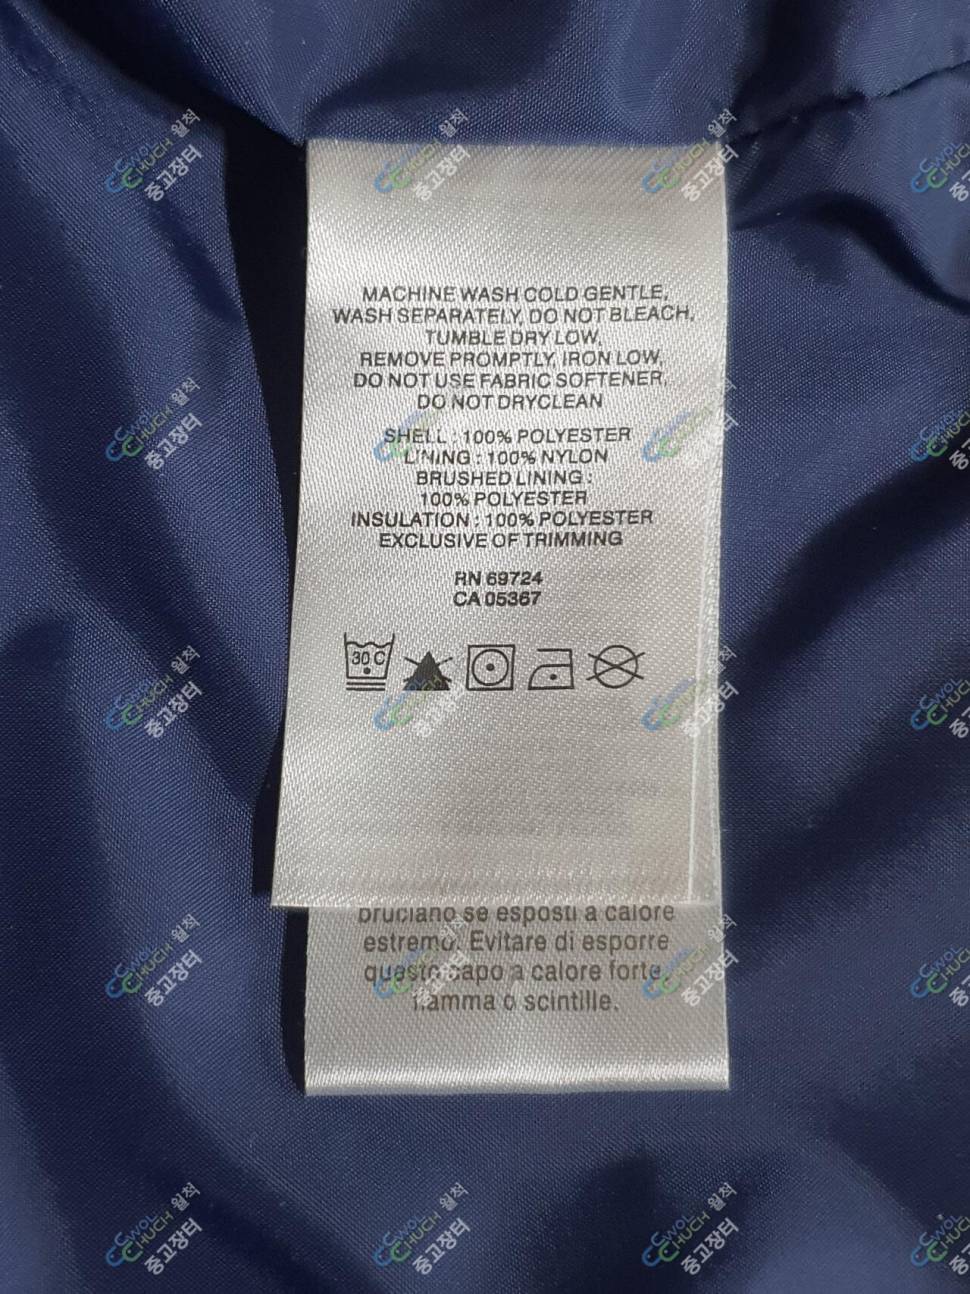 MACHINE WASH COLD GENTLE,
WASH SEPARATELY, DO NOT BLEACH,
TUMBLE DRY LOW,
REMOVE PROMPTLY, IRON LOW,
DO NOT USE FABRIC SOFTENER,
DO NOT DRYCLEAN
SHELL : 100% POLYESTER
LINING : 100% NYLON
BRUSHED LINING :
100% POLYESTER
INSULATION : 100% POLYESTER
EXCLUSIVE OF TRIMMING
RN 69724
CA 05367
30 C
bruciano se esposti a calore
estremo. Evitare di esporre
questo capo a calore forte,
fiamma o scintille.
CWOL CHUCH 월척
중고장터